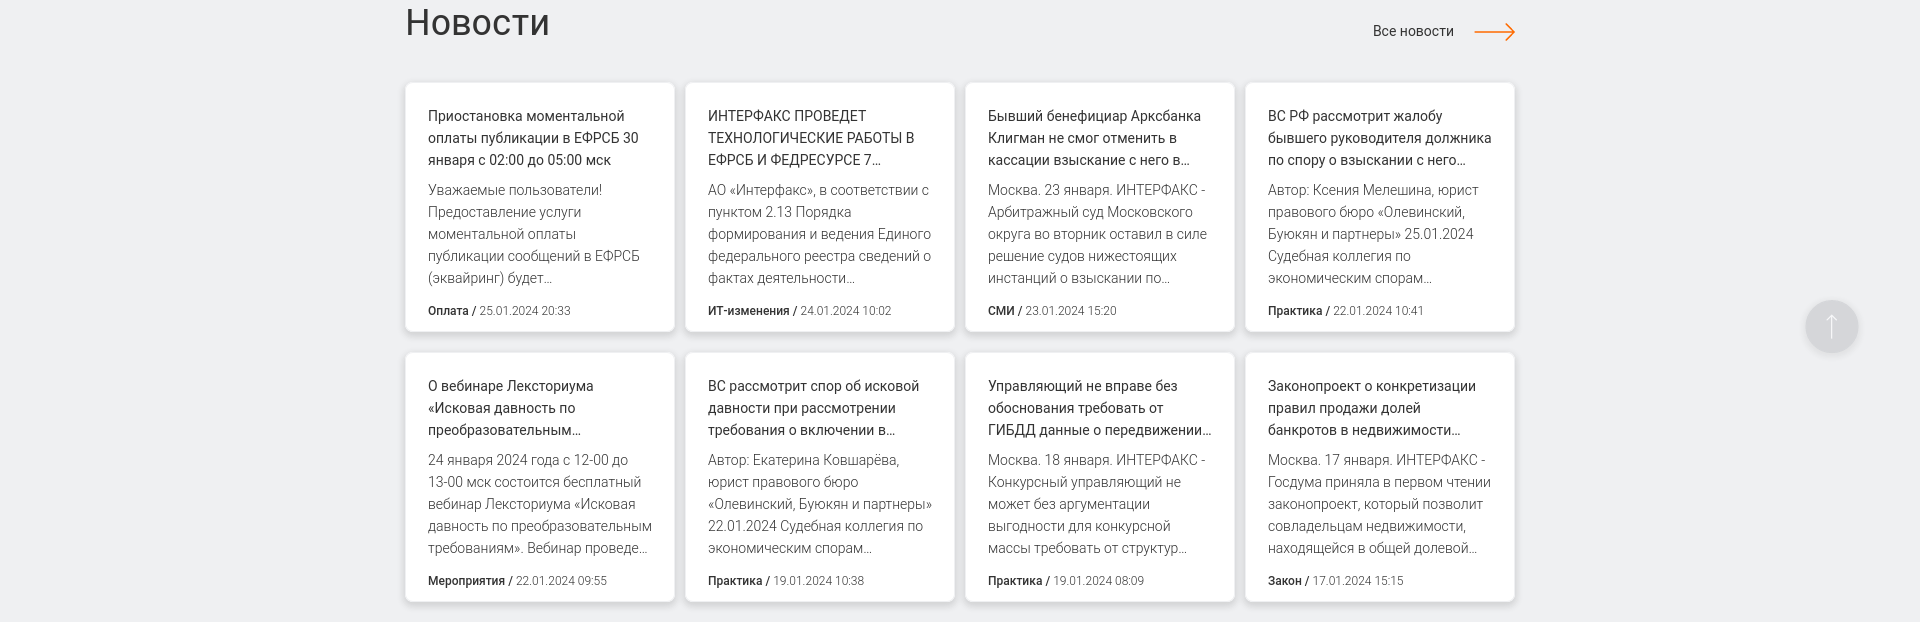 Новости
Все новости
Приостановка моментальной
оплаты публикации в ЕФРСБ 30
января с 02:00 до 05:00 мск
Уважаемые пользователи!
Предоставление услуги
моментальной оплаты
публикации сообщений в ЕФРСБ
(эквайринг) будет...
Оплата / 25.01.2024 20:33
ИНТЕРФАКС ПРОВЕДЕТ
ТЕХНОЛОГИЧЕСКИЕ РАБОТЫ В
ЕФРСБ И ФЕДРЕСУРСЕ 7...
АО «Интерфакс», в соответствии с
пунктом 2.13 Порядка
формирования и ведения Единого
федерального реестра сведений о
фактах деятельности...
ИТ-изменения / 24.01.2024 10:02
Бывший бенефициар Арксбанка
Клигман не смог отменить в
кассации взыскание с него в...
Москва. 23 января. ИНТЕРФАКС -
Арбитражный суд Московского
округа во вторник оставил в силе
решение судов нижестоящих
инстанций о взыскании по...
СМИ / 23.01.2024 15:20
ВС РФ рассмотрит жалобу
бывшего руководителя должника
по спору о взыскании с него...
Автор: Ксения Мелешина, юрист
правового бюро «Олевинский,
Буюкян и партнеры» 25.01.2024
Судебная коллегия по
экономическим спорам...
Практика / 22.01.2024 10:41
О вебинаре Лексториума
«Исковая давность по
преобразовательным...
24 января 2024 года с 12-00 до
13-00 мск состоится бесплатный
вебинар Лексториума «Исковая
давность по преобразовательным
требованиям». Вебинар проведе...
Мероприятия / 22.01.2024 09:55
ВС рассмотрит спор об исковой
давности при рассмотрении
требования о включении в...
Автор: Екатерина Ковшарёва,
юрист правового бюро
«Олевинский, Буюкян и партнеры»
22.01.2024 Судебная коллегия по
экономическим спорам...
Практика / 19.01.2024 10:38
Управляющий не вправе без
обоснования требовать от
ГИБДД данные о передвижении...
Москва. 18 января. ИНТЕРФАКС -
Конкурсный управляющий не
может без аргументации
выгодности для конкурсной
массы требовать от структур...
Практика / 19.01.2024 08:09
Законопроект о конкретизации
правил продажи долей
банкротов в недвижимости...
Москва. 17 января. ИНТЕРФАКС -
Госдума приняла в первом чтении
законопроект, который позволит
совладельцам недвижимости,
находящейся в общей долевой...
Закон / 17.01.2024 15:15